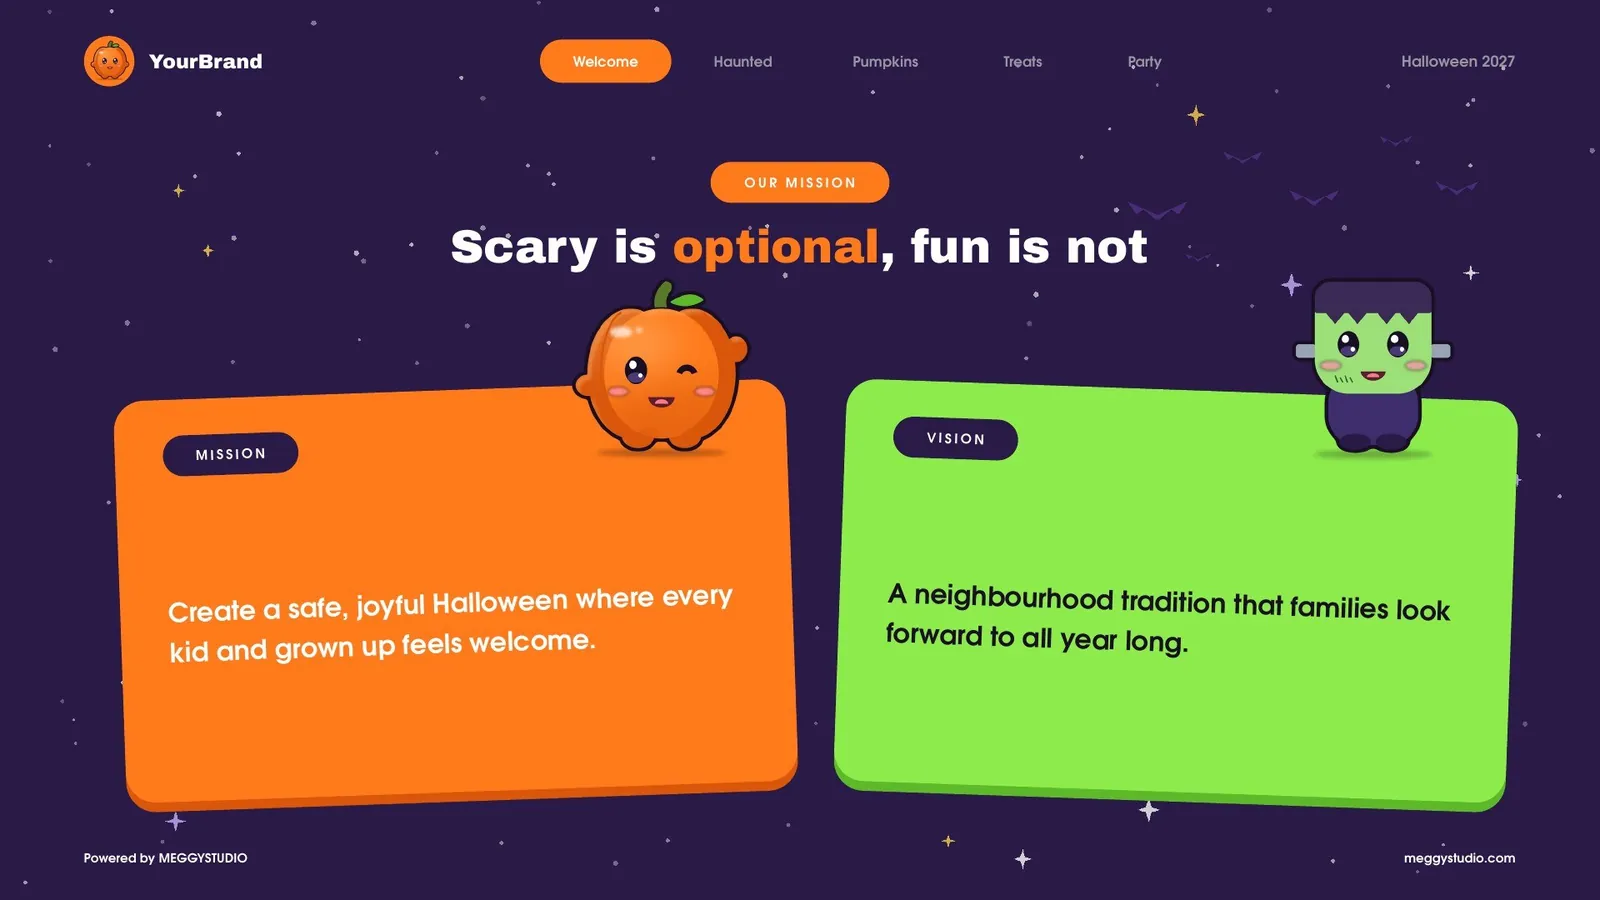 YourBrand
Welcome
Haunted
Pumpkins
Treats
Party
Halloween 2027
OUR MISSION
Scary is optional, fun is not
MISSION
Create a safe, joyful Halloween where every
kid and grown up feels welcome.
VISION
A neighbourhood tradition that families look
forward to all year long.
Powered by MEGGYSTUDIO
meggystudio.com